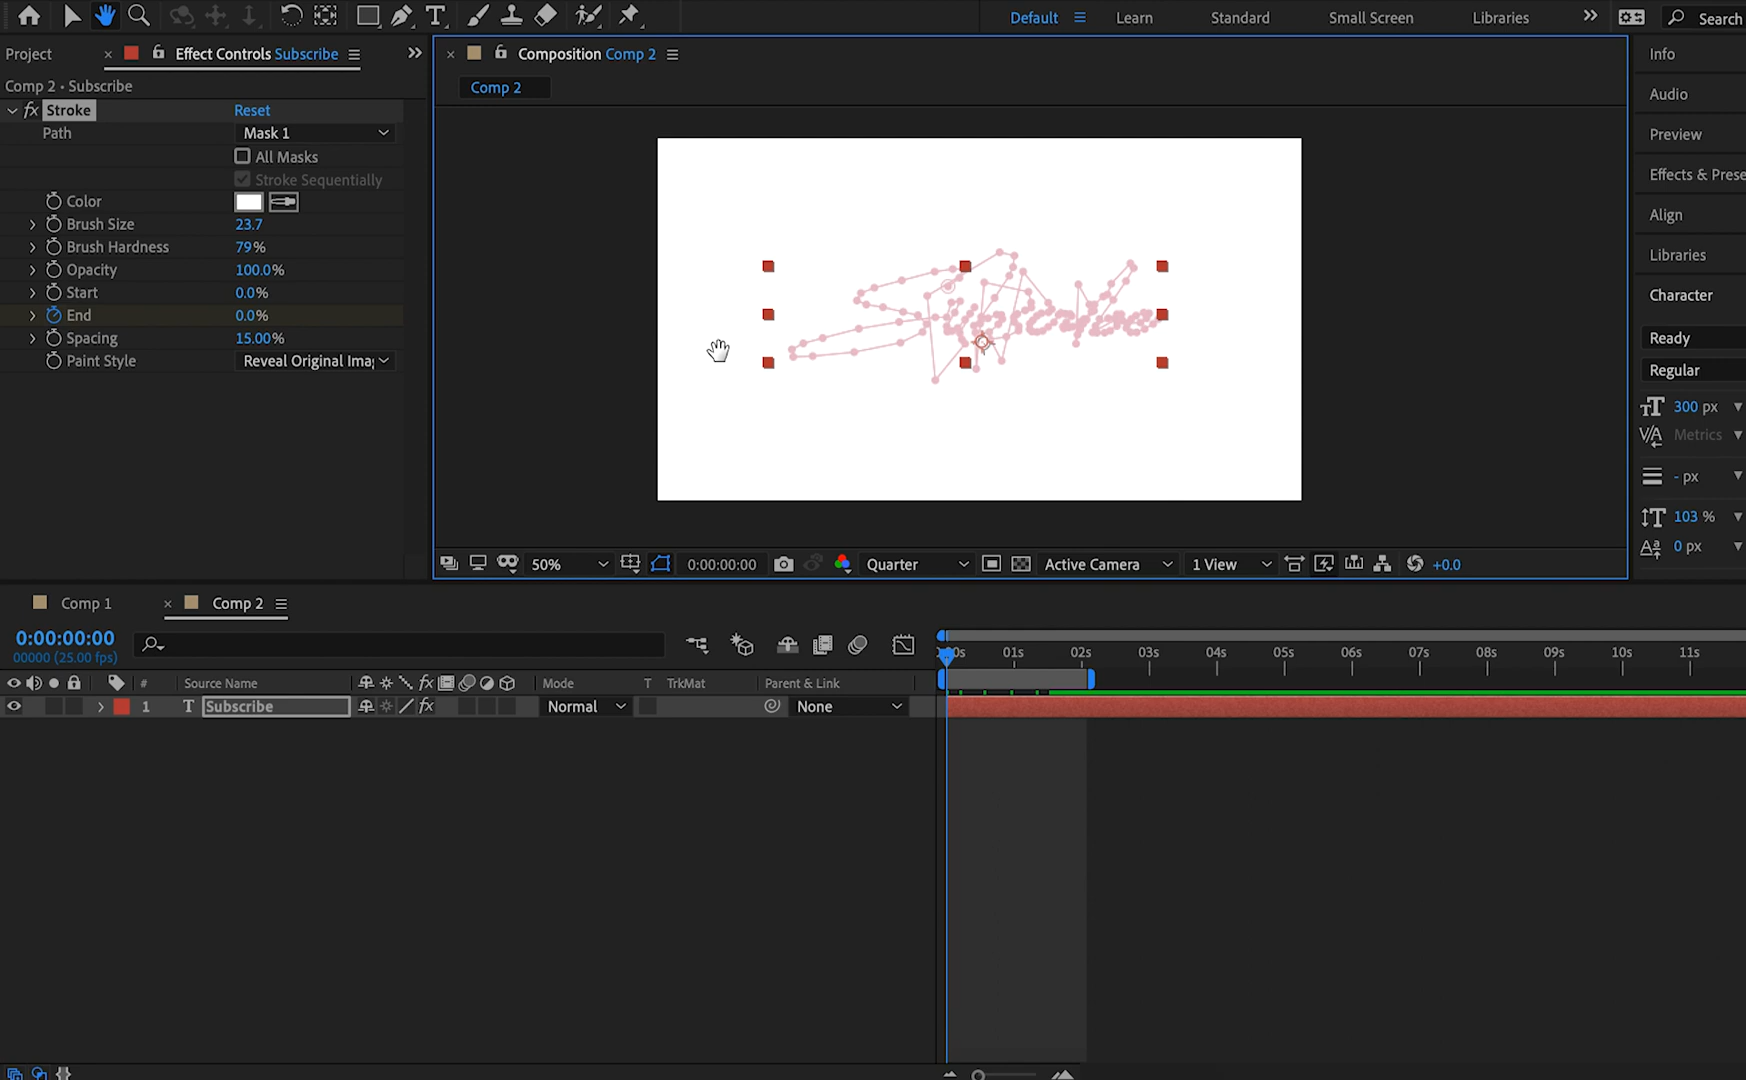 Default
Learn
Standard
Small Screen
Libraries
Search
Project
Effect Controls Subscribe
Composition Comp 2
Info
Comp 2 • Subscribe
Comp 2
Audio
fx Stroke
Reset
Path
Mask 1
Preview
All Masks
Stroke Sequentially
Effects & Prese
Color
Brush Size
23.7
Align
Brush Hardness
79%
Libraries
Opacity
100.0%
Start
0.0%
Character
End
0.0%
Spacing
15.00%
Ready
Paint Style
Reveal Original Imag
Regular
300 px
Metrics
- px
103 %
0 px
50%
0:00:00:00
Quarter
Active Camera
1 View
+0.0
Comp 1
Comp 2
0:00:00:00
00000 (25.00 fps)
01s
02s
03s
04s
05s
06s
07s
08s
09s
10s
11s
#
Source Name
fx
Mode
T
TrkMat
Parent & Link
1
T
Subscribe
fx
Normal
None